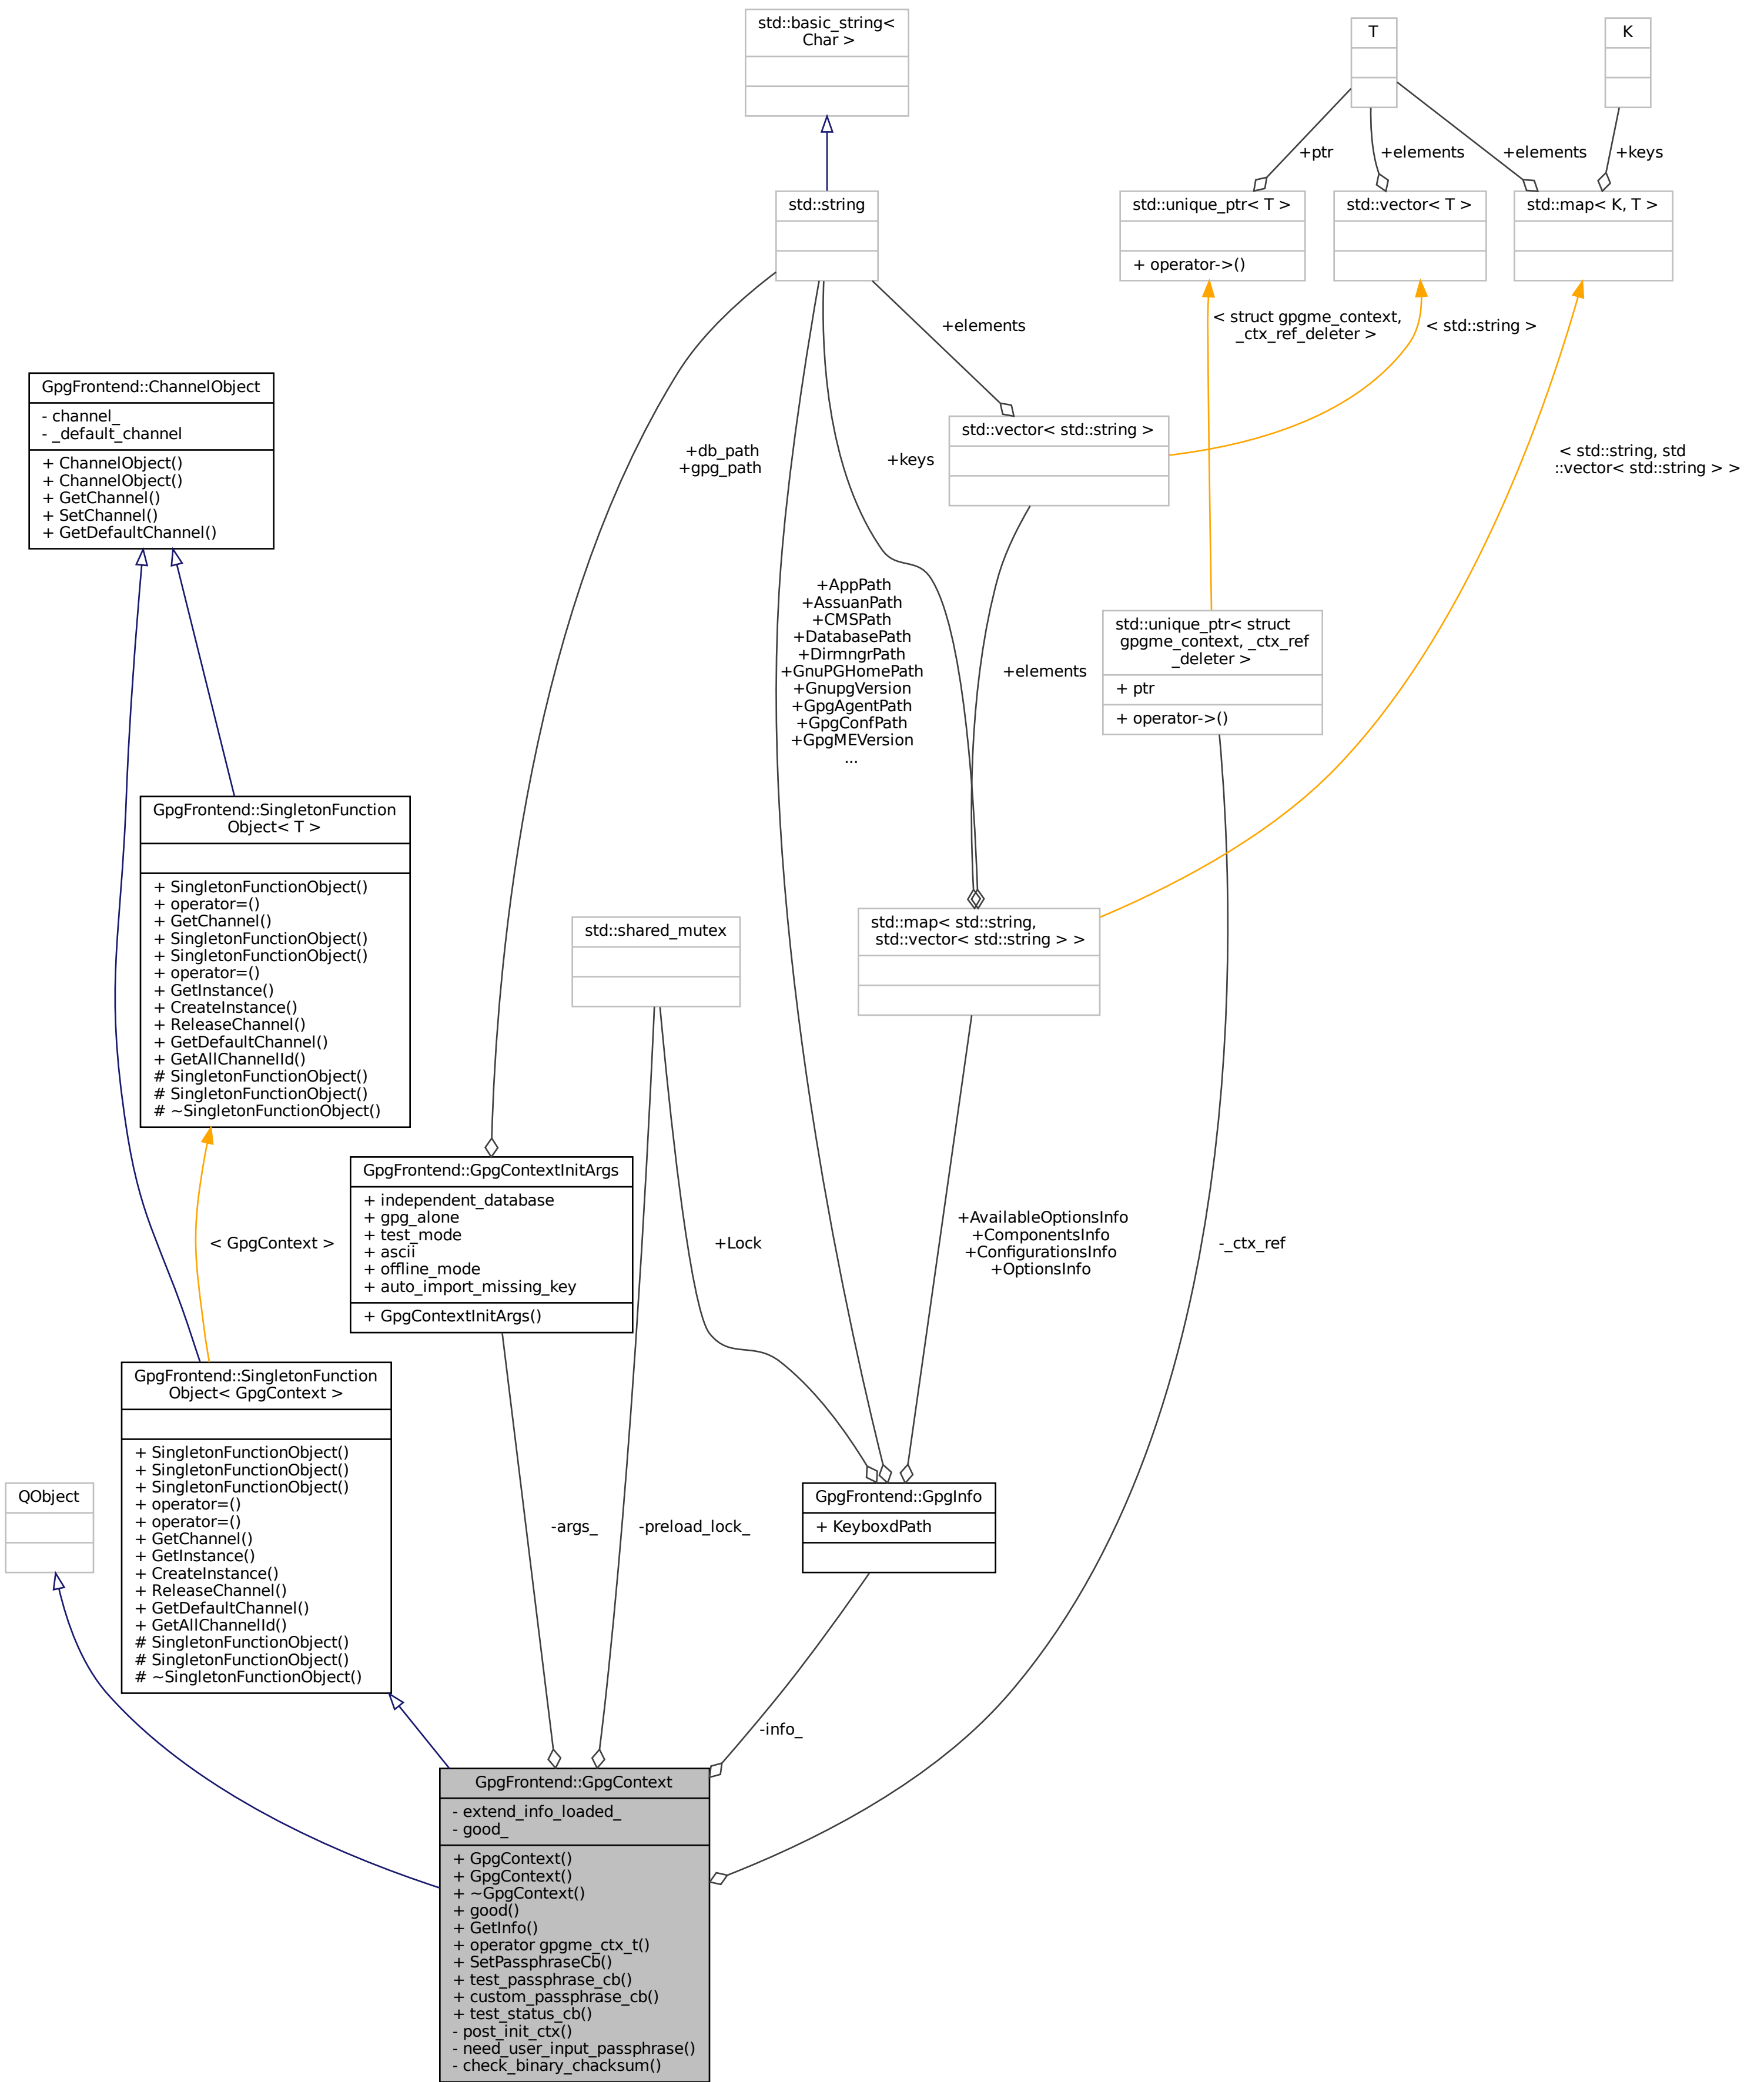 std::basic_string<
Char >
T
K
+ptr
+elements
+elements
+keys
std::string
std::unique_ptr< T >
+ operator->()
std::vector< T >
std::map< K, T >
< struct gpgme_context,
_ctx_ref_deleter >
< std::string >
+elements
GpgFrontend::ChannelObject
- channel_
- _default_channel
+ ChannelObject()
+ ChannelObject()
+ GetChannel()
+ SetChannel()
+ GetDefaultChannel()
+db_path
+gpg_path
+keys
std::vector< std::string >
< std::string, std
::vector< std::string > >
+AppPath
+AssuanPath
+CMSPath
+DatabasePath
+DirmngrPath
+GnuPGHomePath
+GnupgVersion
+GpgAgentPath
+GpgConfPath
+GpgMEVersion
...
+elements
std::unique_ptr< struct
gpgme_context, _ctx_ref
_deleter >
+ ptr
+ operator->()
GpgFrontend::SingletonFunction
Object< T >
+ SingletonFunctionObject()
+ operator=()
+ GetChannel()
+ SingletonFunctionObject()
+ SingletonFunctionObject()
+ operator=()
+ GetInstance()
+ CreateInstance()
+ ReleaseChannel()
+ GetDefaultChannel()
+ GetAllChannelId()
# SingletonFunctionObject()
# SingletonFunctionObject()
# ~SingletonFunctionObject()
std::shared_mutex
std::map< std::string,
std::vector< std::string > >
< GpgContext >
GpgFrontend::GpgContextInitArgs
+ independent_database
+ gpg_alone
+ test_mode
+ ascii
+ offline_mode
+ auto_import_missing_key
+ GpgContextInitArgs()
+Lock
+AvailableOptionsInfo
+ComponentsInfo
+ConfigurationsInfo
+OptionsInfo
-_ctx_ref
GpgFrontend::SingletonFunction
Object< GpgContext >
+ SingletonFunctionObject()
+ SingletonFunctionObject()
+ SingletonFunctionObject()
+ operator=()
+ operator=()
+ GetChannel()
+ GetInstance()
+ CreateInstance()
+ ReleaseChannel()
+ GetDefaultChannel()
+ GetAllChannelId()
# SingletonFunctionObject()
# SingletonFunctionObject()
# ~SingletonFunctionObject()
QObject
-args_
-preload_lock_
GpgFrontend::GpgInfo
+ KeyboxdPath
-info_
GpgFrontend::GpgContext
- extend_info_loaded_
- good_
+ GpgContext()
+ GpgContext()
+ ~GpgContext()
+ good()
+ GetInfo()
+ operator gpgme_ctx_t()
+ SetPassphraseCb()
+ test_passphrase_cb()
+ custom_passphrase_cb()
+ test_status_cb()
- post_init_ctx()
- need_user_input_passphrase()
- check_binary_chacksum()